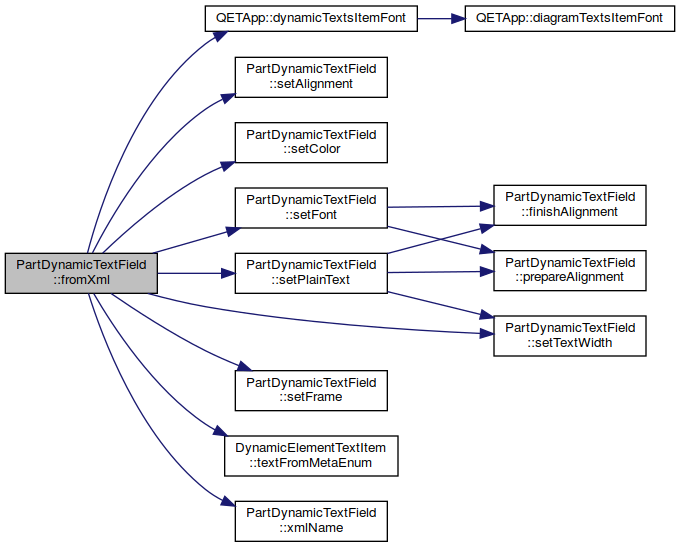 QETApp::dynamicTextsItemFont
QETApp::diagramTextsItemFont
PartDynamicTextField
::setAlignment
PartDynamicTextField
::setColor
PartDynamicTextField
::setFont
PartDynamicTextField
::finishAlignment
PartDynamicTextField
::fromXml
PartDynamicTextField
::setPlainText
PartDynamicTextField
::prepareAlignment
PartDynamicTextField
::setTextWidth
PartDynamicTextField
::setFrame
DynamicElementTextItem
::textFromMetaEnum
PartDynamicTextField
::xmlName